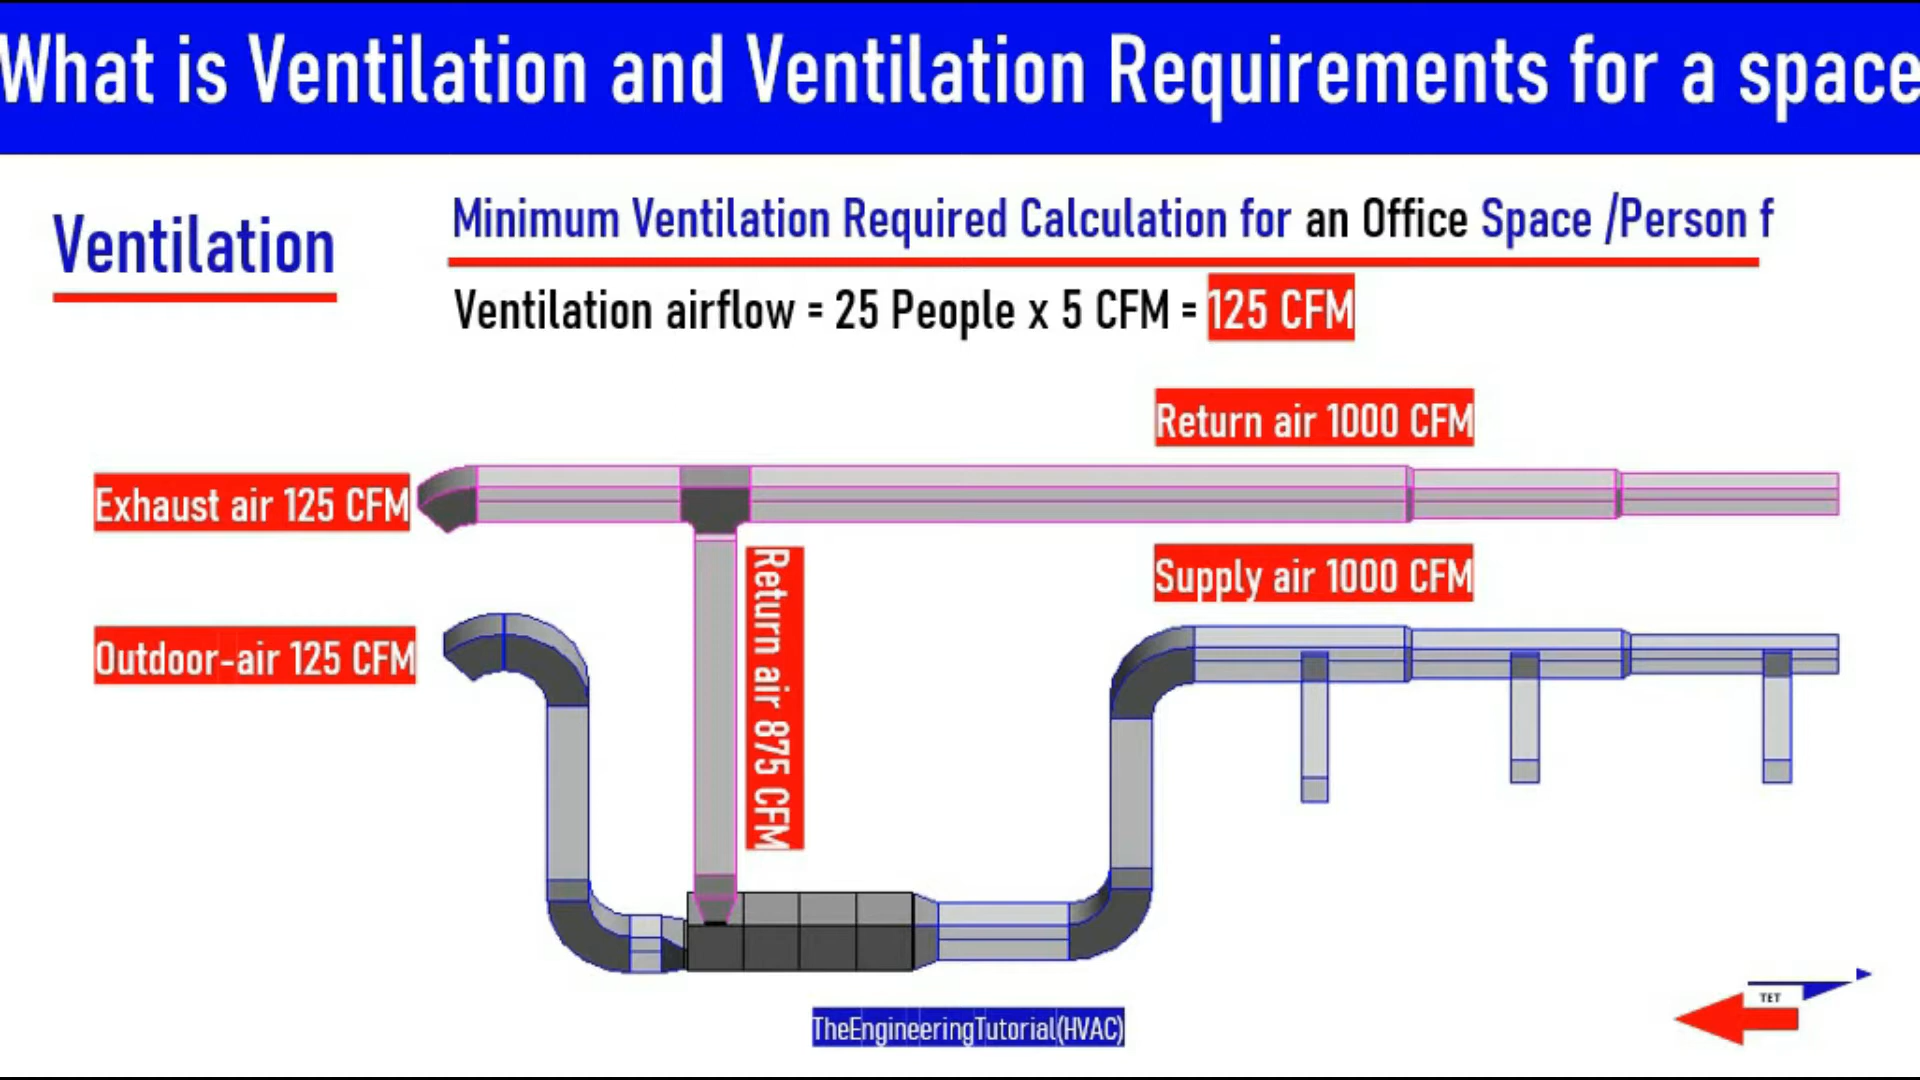 What is Ventilation and Ventilation Requirements for a space
Ventilation
Minimum Ventilation Required Calculation for an Office Space /Person f
Ventilation airflow = 25 People x 5 CFM = 125 CFM
Return air 1000 CFM
Exhaust air 125 CFM
Supply air 1000 CFM
Return air 875 CFM
Outdoor-air 125 CFM
TET
TheEngineeringTutorial(HVAC)